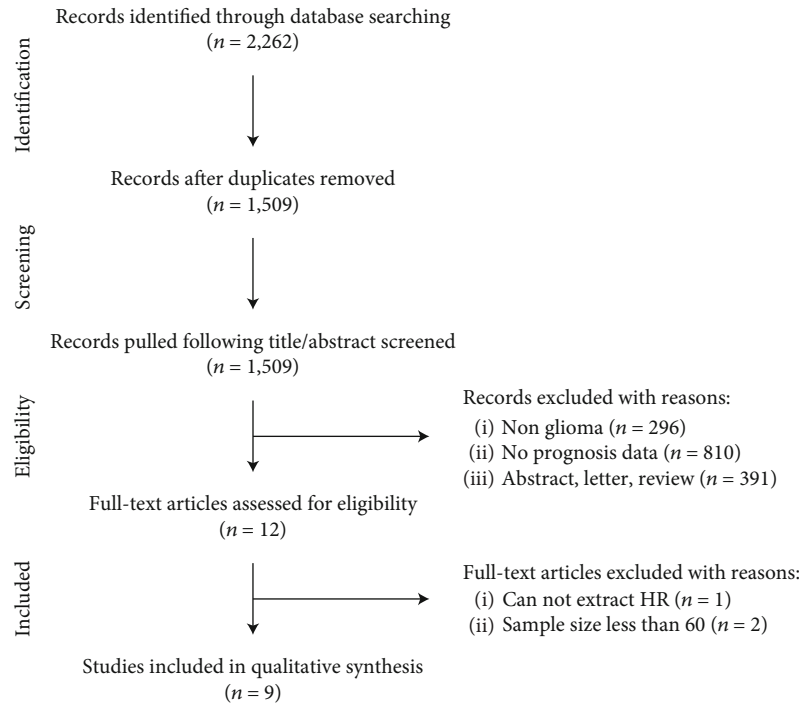 Identification
Records identified through database searching
(n = 2,262)
Records after duplicates removed
(n = 1,509)
Screening
Records pulled following title/abstract screened
(n = 1,509)
Eligibility
Records excluded with reasons:
(i) Non glioma (n = 296)
(ii) No prognosis data (n = 810)
(iii) Abstract, letter, review (n = 391)
Full-text articles assessed for eligibility
(n = 12)
Included
Full-text articles excluded with reasons:
(i) Can not extract HR (n = 1)
(ii) Sample size less than 60 (n = 2)
Studies included in qualitative synthesis
(n = 9)